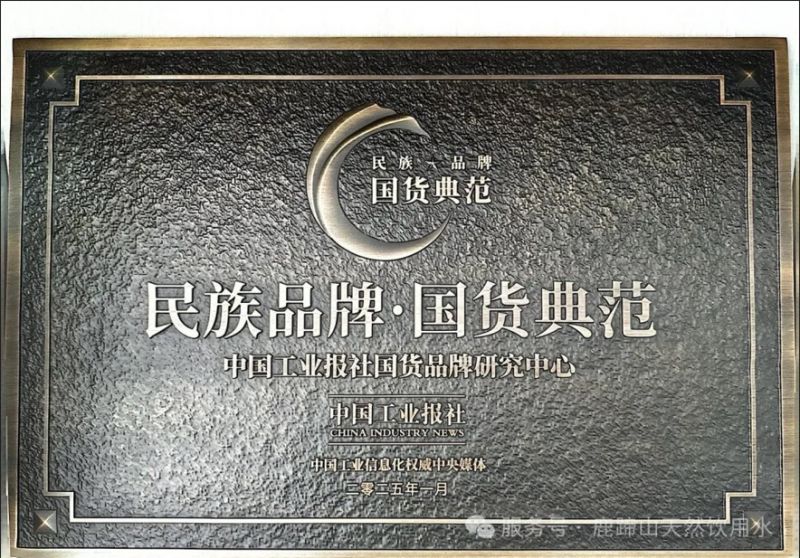 民族品牌
国货典范
民族品牌·国货典范
中国工业报社国货品牌研究中心
中国工业报社
CHINA INDUSTRY NEWS
中国工业信息化权威中央媒体
二零二五年一月
服务号·鹿蹄山天然饮用水